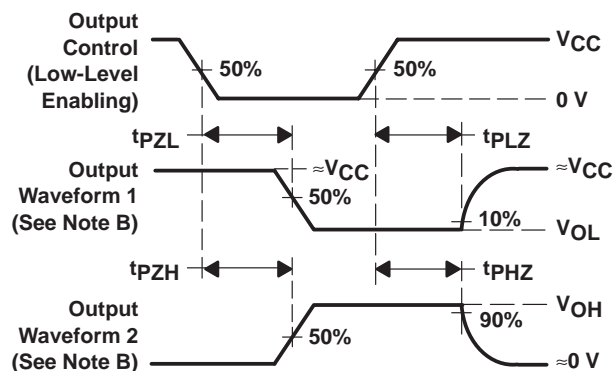 Output
Control
(Low-Level
Enabling)
50%
50%
VCC
0 V
tPZL
tPLZ
Output
Waveform 1
(See Note B)
≈VCC
50%
≈VCC
10%
VOL
tPZH
tPHZ
Output
Waveform 2
(See Note B)
50%
VOH
90%
≈0 V